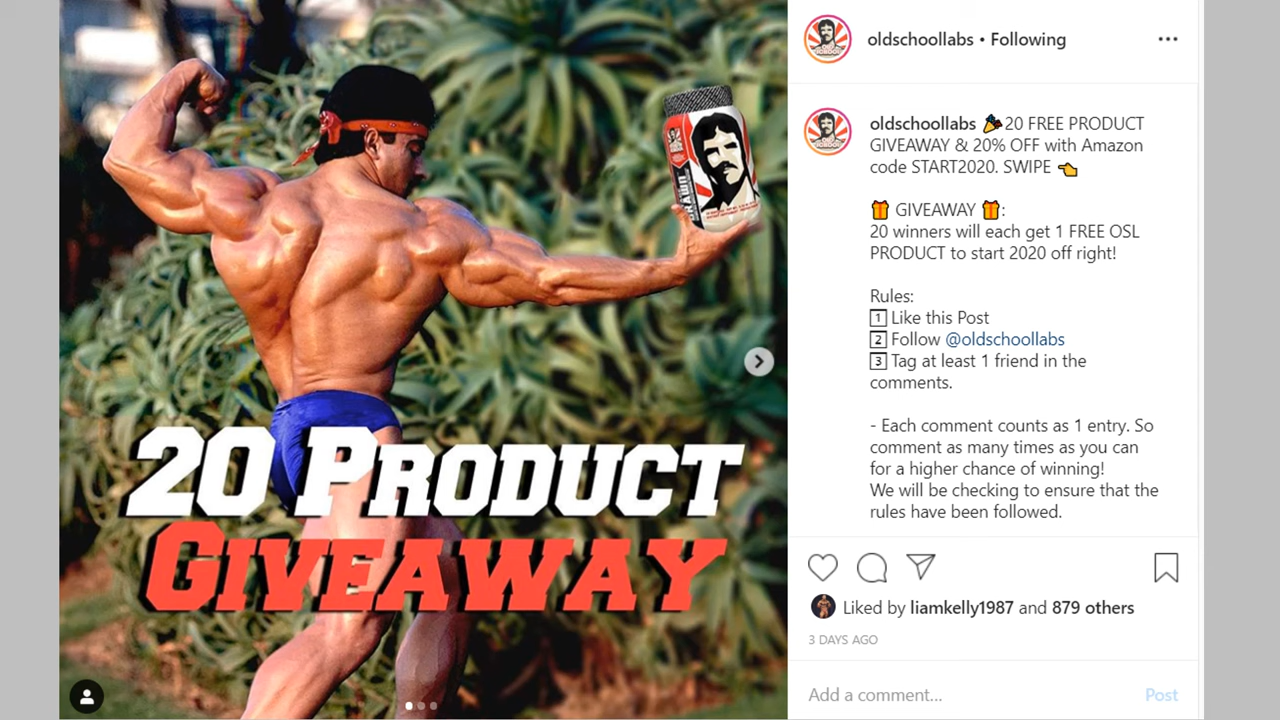 20 PRODUCT
GIVEAWAY
BRAWN
oldschoollabs • Following
oldschoollabs 🎉20 FREE PRODUCT
GIVEAWAY & 20% OFF with Amazon
code START2020. SWIPE 👈
🎁 GIVEAWAY 🎁:
20 winners will each get 1 FREE OSL
PRODUCT to start 2020 off right!
Rules:
1️⃣ Like this Post
2️⃣ Follow @oldschoollabs
3️⃣ Tag at least 1 friend in the
comments.
- Each comment counts as 1 entry. So
comment as many times as you can
for a higher chance of winning!
We will be checking to ensure that the
rules have been followed.
Liked by liamkelly1987 and 879 others
3 DAYS AGO
Add a comment...
Post